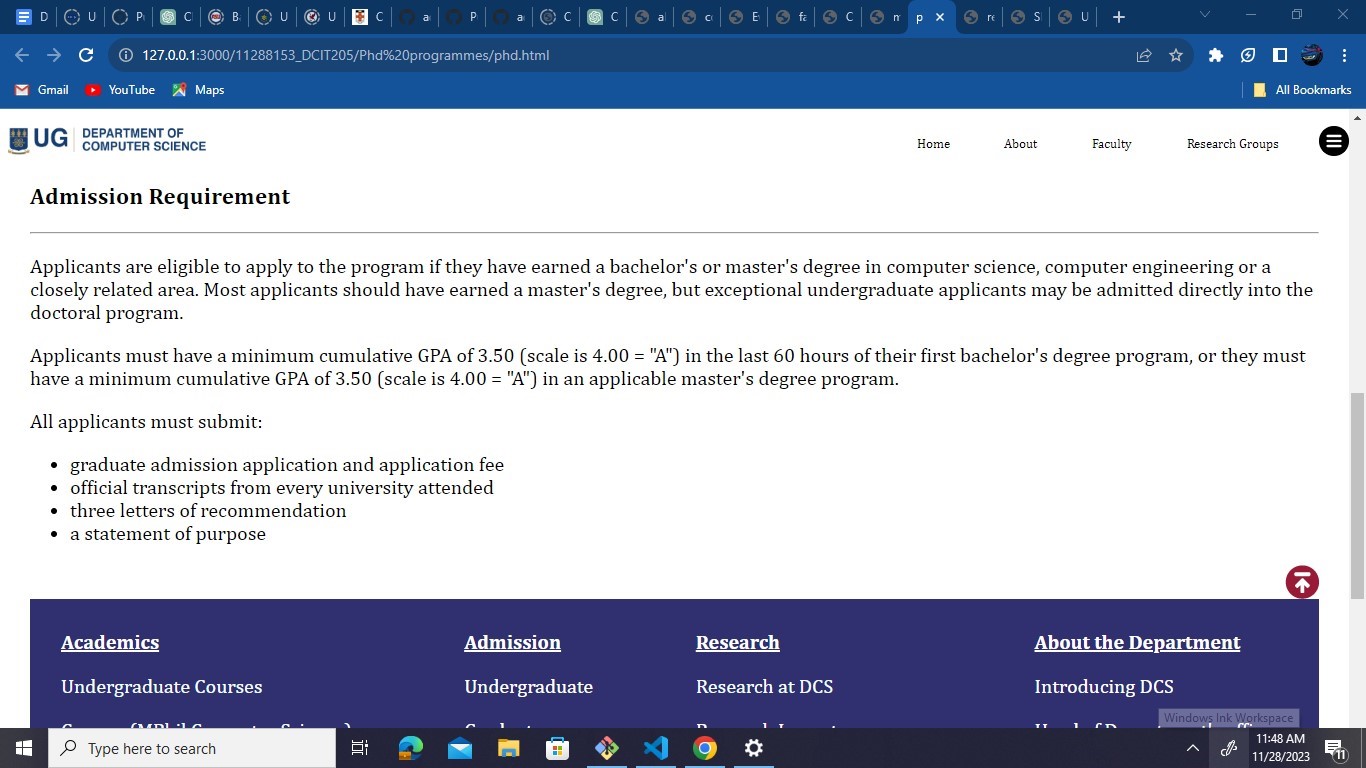 D
P
C
B
U
U
C
a
P
a
C
C
a
c
E
f
C
m
p
r
S
U
127.0.0.1:3000/11288153_DCIT205/Phd%20programmes/phd.html
Gmail YouTube Maps All Bookmarks
UG DEPARTMENT OF
COMPUTER SCIENCE
Home About Faculty Research Groups
Admission Requirement
Applicants are eligible to apply to the program if they have earned a bachelor's or master's degree in computer science, computer engineering or a
closely related area. Most applicants should have earned a master's degree, but exceptional undergraduate applicants may be admitted directly into the
doctoral program.
Applicants must have a minimum cumulative GPA of 3.50 (scale is 4.00 = "A") in the last 60 hours of their first bachelor's degree program, or they must
have a minimum cumulative GPA of 3.50 (scale is 4.00 = "A") in an applicable master's degree program.
All applicants must submit:
• graduate admission application and application fee
• official transcripts from every university attended
• three letters of recommendation
• a statement of purpose
Academics Admission Research About the Department
Undergraduate Courses Undergraduate Research at DCS Introducing DCS
Windows Ink Workspace
Type here to search
11:48 AM
11/28/2023
11